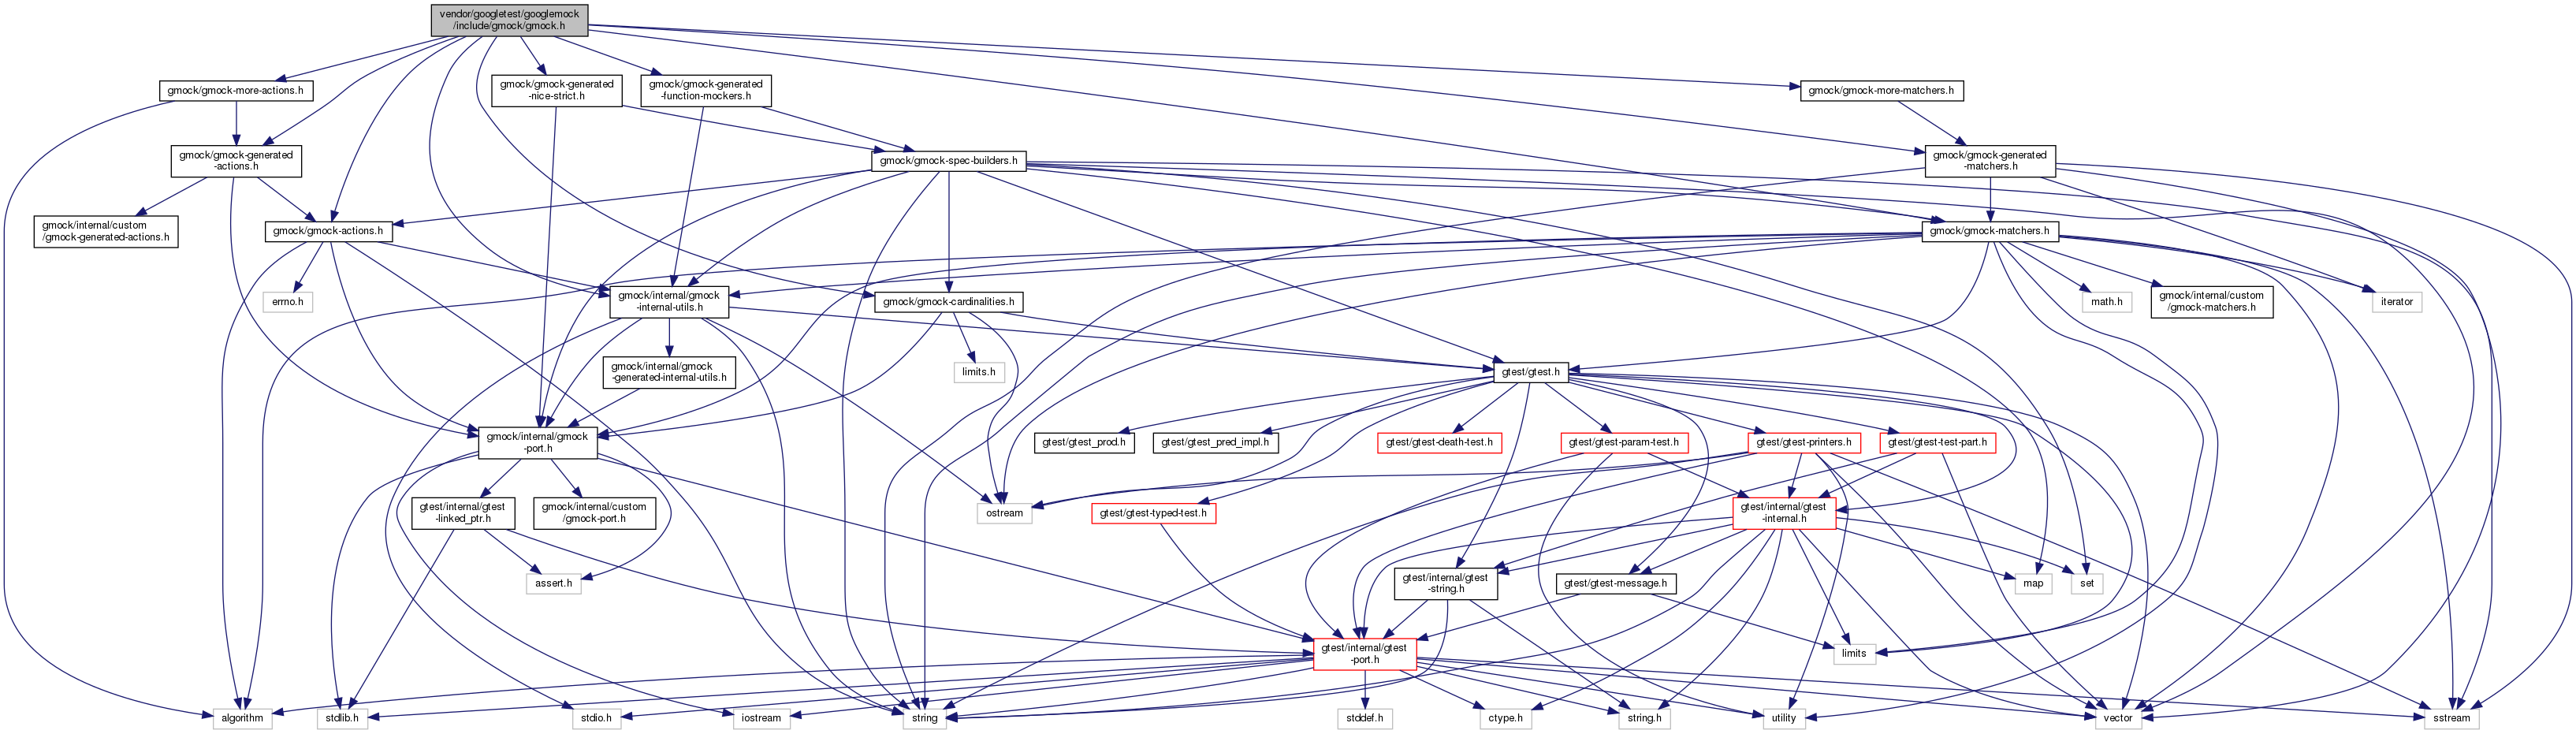 vendor/googletest/googlemock
/include/gmock/gmock.h
gmock/gmock-more-actions.h
gmock/gmock-generated
-nice-strict.h
gmock/gmock-generated
-function-mockers.h
gmock/gmock-more-matchers.h
gmock/gmock-generated
-actions.h
gmock/gmock-spec-builders.h
gmock/gmock-generated
-matchers.h
gmock/internal/custom
/gmock-generated-actions.h
gmock/gmock-actions.h
gmock/gmock-matchers.h
errno.h
gmock/internal/gmock
-internal-utils.h
gmock/gmock-cardinalities.h
math.h
gmock/internal/custom
/gmock-matchers.h
iterator
gmock/internal/gmock
-generated-internal-utils.h
limits.h
gtest/gtest.h
gmock/internal/gmock
-port.h
gtest/gtest_prod.h
gtest/gtest_pred_impl.h
gtest/gtest-death-test.h
gtest/gtest-param-test.h
gtest/gtest-printers.h
gtest/gtest-test-part.h
gtest/internal/gtest
-linked_ptr.h
gmock/internal/custom
/gmock-port.h
ostream
gtest/gtest-typed-test.h
gtest/internal/gtest
-internal.h
assert.h
gtest/internal/gtest
-string.h
gtest/gtest-message.h
map
set
gtest/internal/gtest
-port.h
limits
algorithm
stdlib.h
stdio.h
iostream
string
stddef.h
ctype.h
string.h
utility
vector
sstream